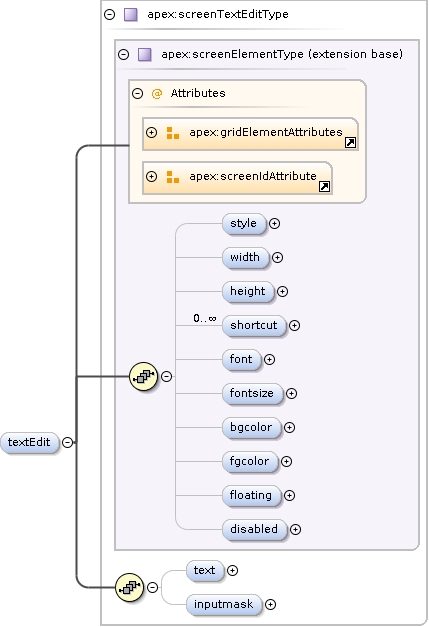 apex:screenTextEditType
apex:screenElementType (extension base)
@ Attributes
apex:gridElementAttributes
apex:screenIdAttribute
style
width
height
0..∞ shortcut
font
fontsize
bgcolor
fgcolor
floating
disabled
textEdit
text
inputmask